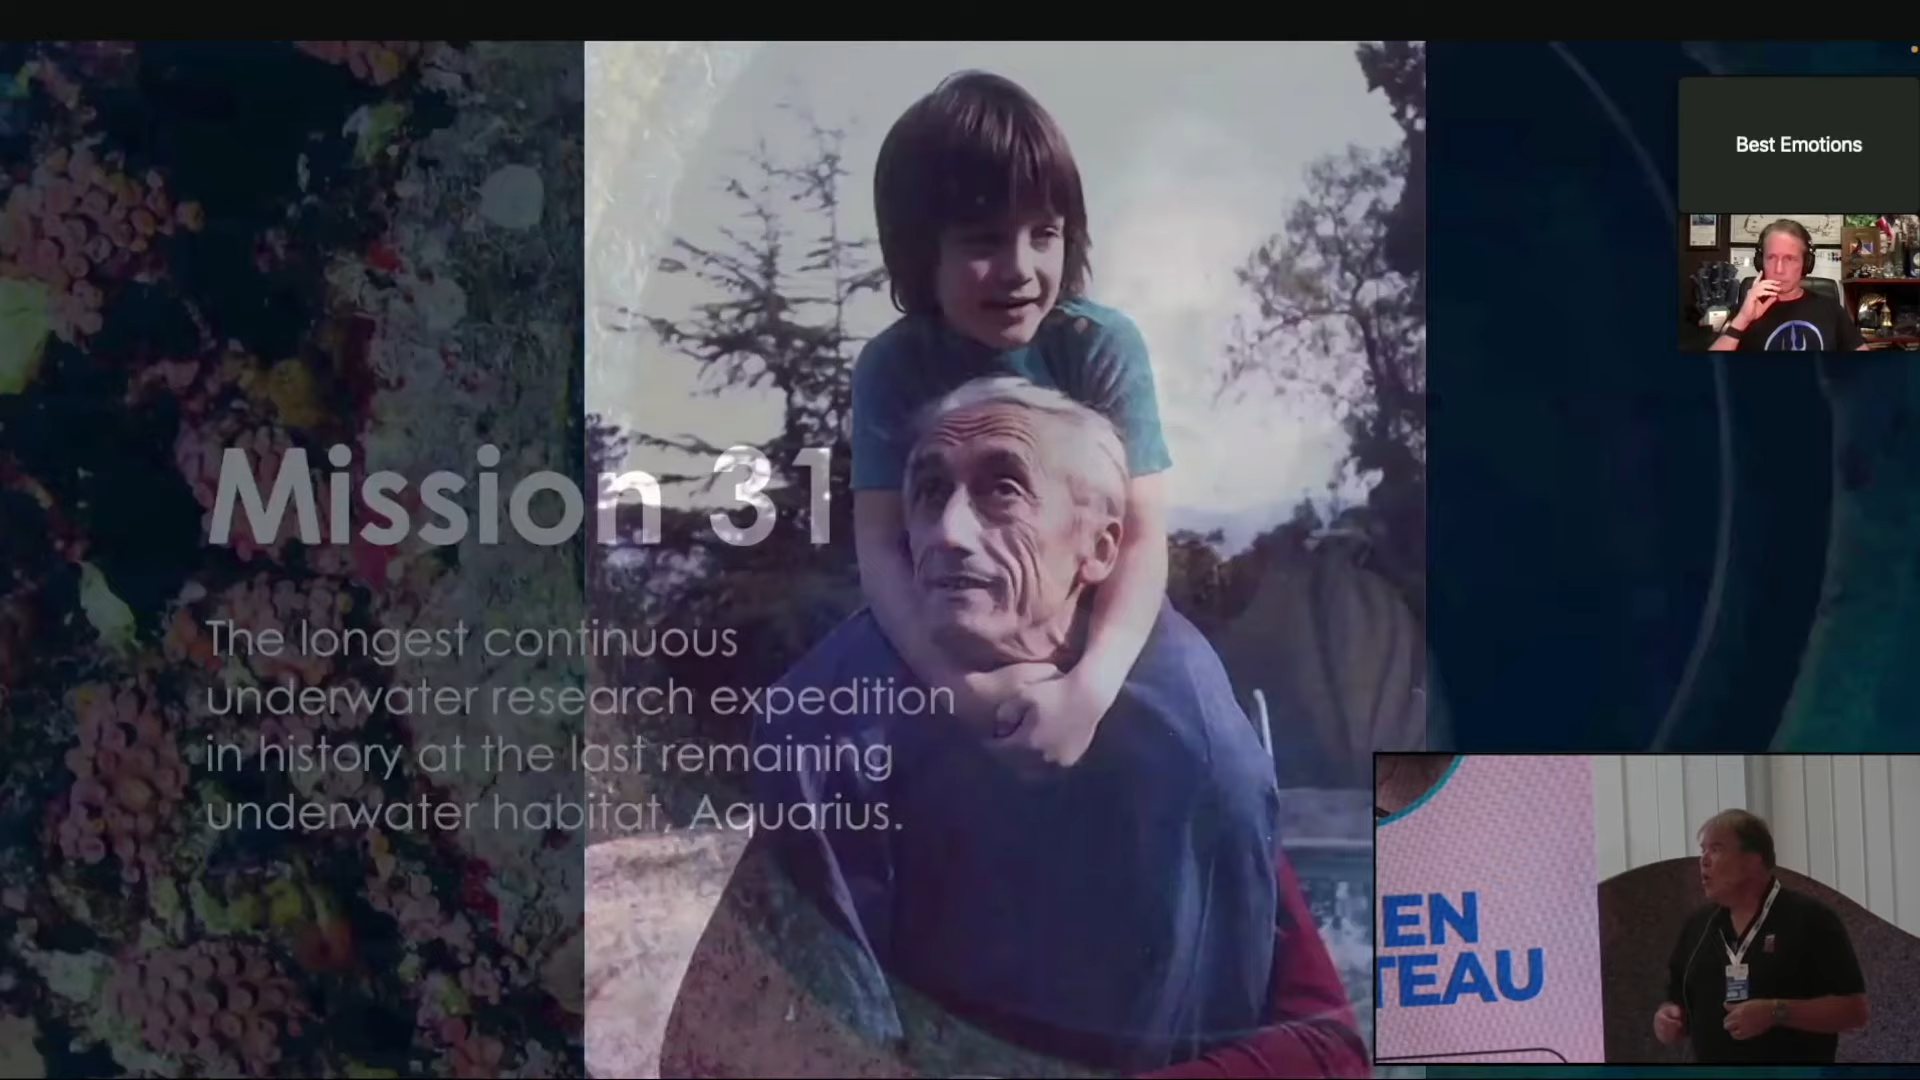 Best Emotions
Mission 31
The longest continuous
underwater research expedition
in history at the last remaining
underwater habitat, Aquarius.
EN
TEAU